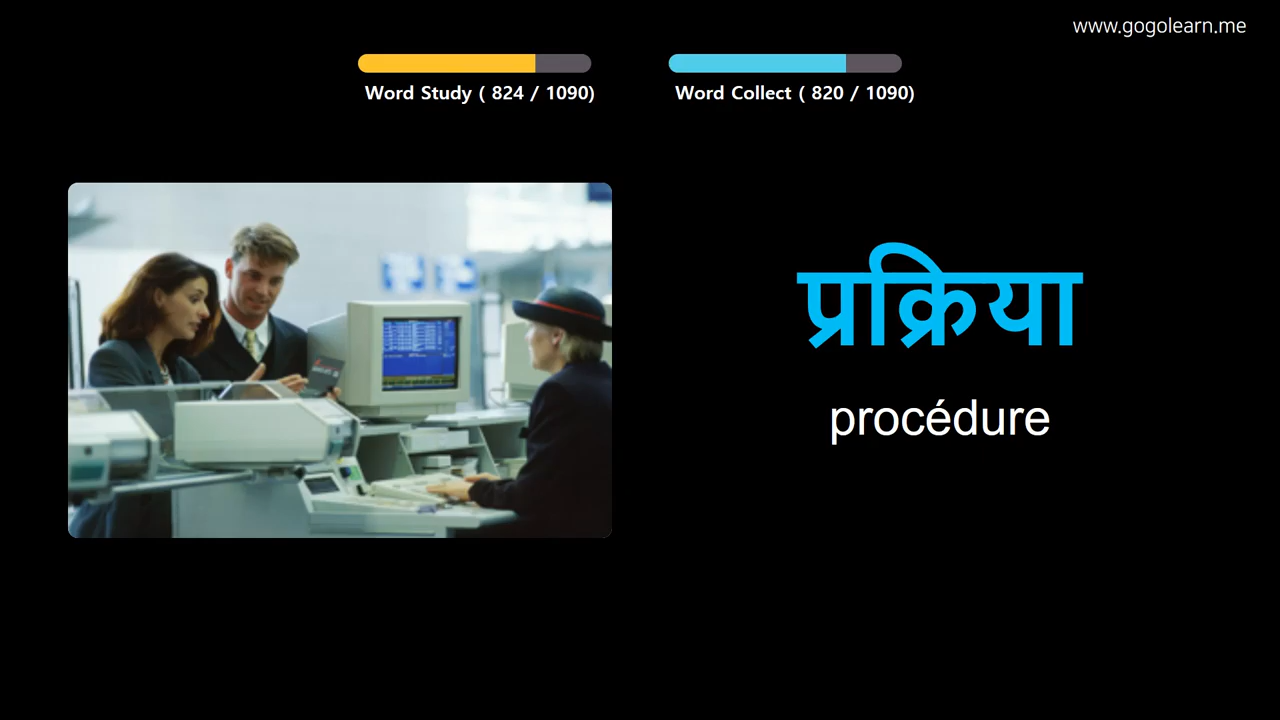 www.gogolearn.me
Word Study ( 824 / 1090)
Word Collect ( 820 / 1090)
प्रक्रिया
procédure